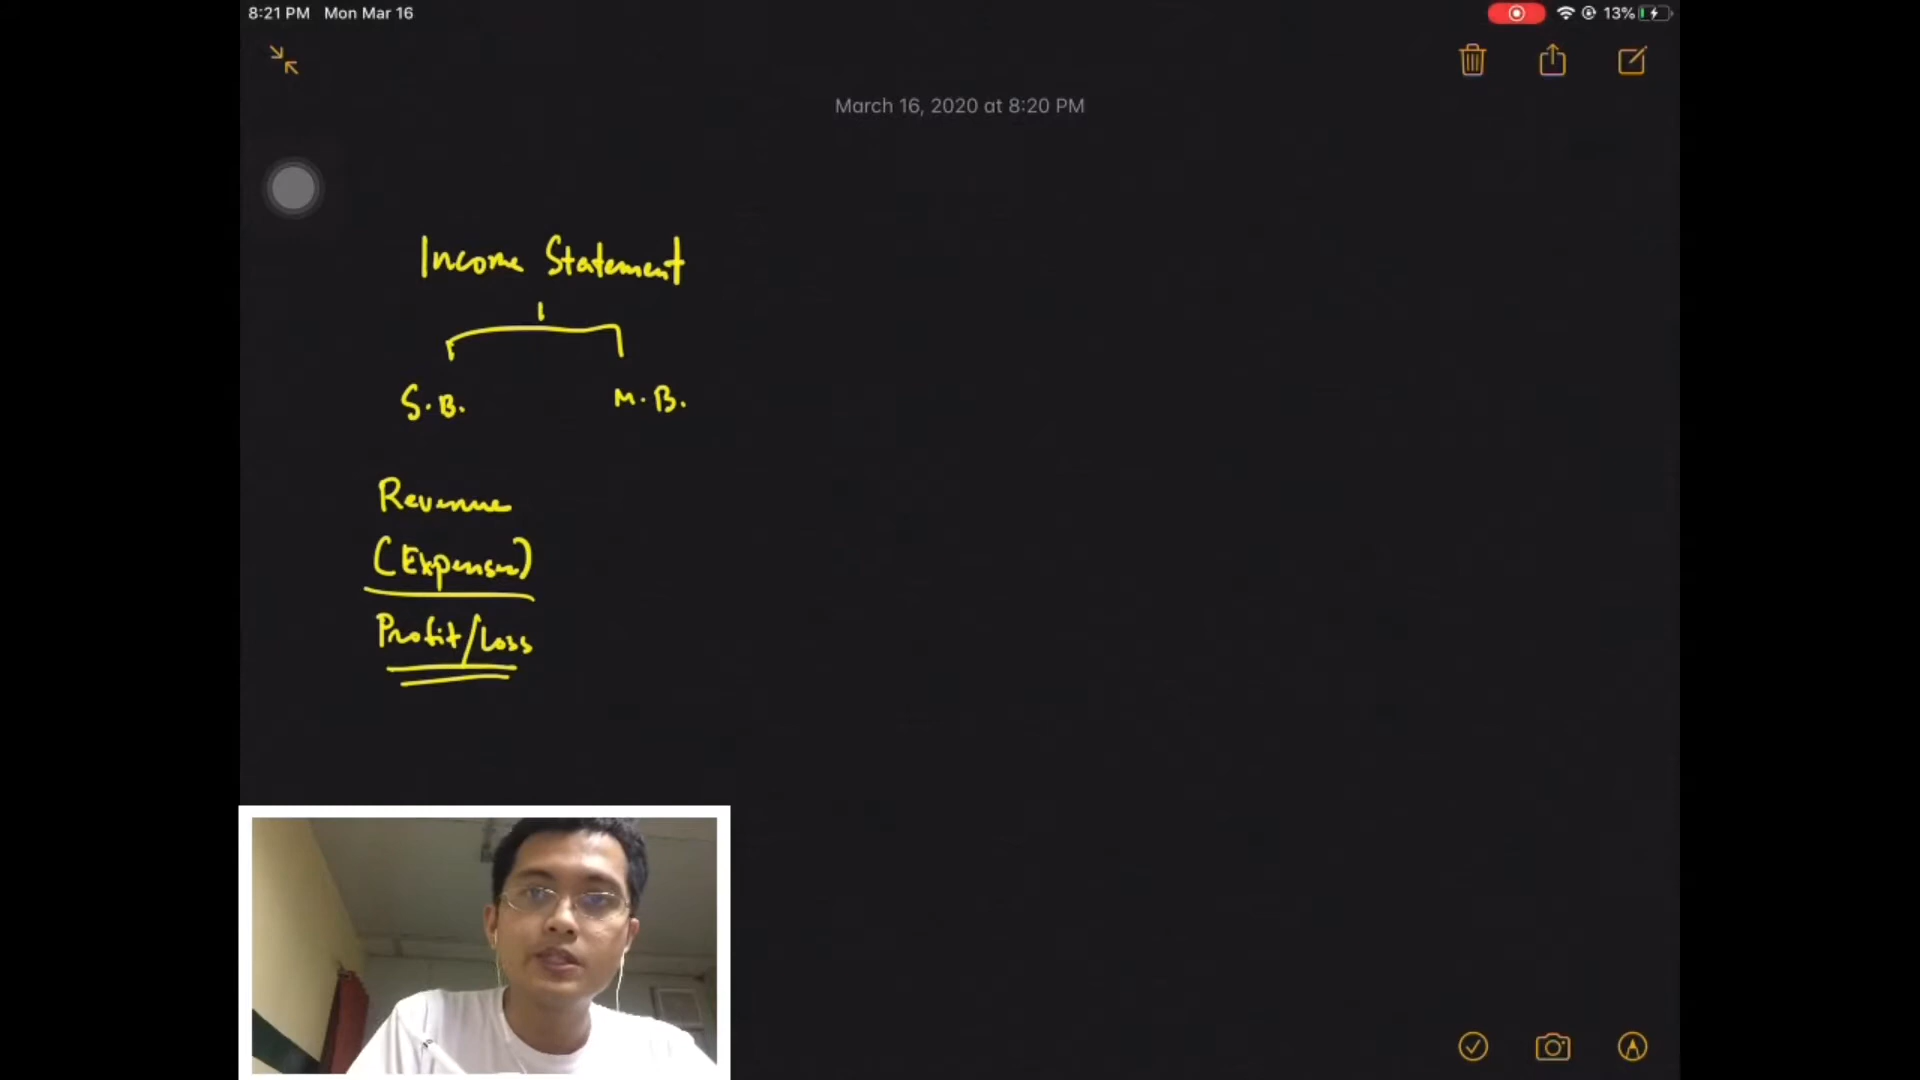 8:21 PM Mon Mar 16
13%
March 16, 2020 at 8:20 PM
Income Statement
S.B. M.B.
Revenue
(Expenses)
Profit/Loss